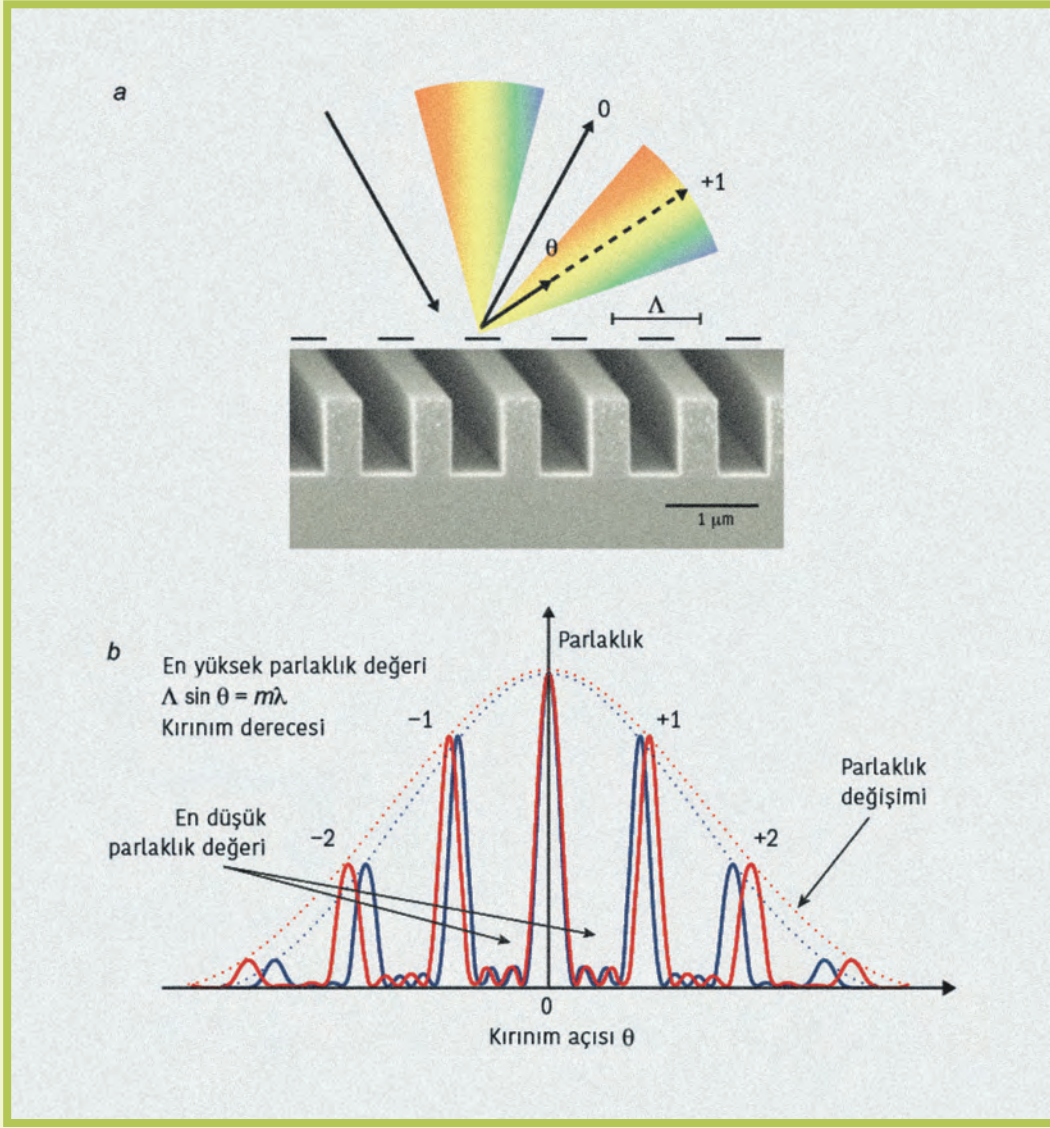 a
0
+1
θ
Λ
1 µm
b
Parlaklık
En yüksek parlaklık değeri
Λ sin θ = mλ
Kırınım derecesi
−1
+1
Parlaklık
değişimi
En düşük
parlaklık değeri
−2
+2
0
Kırınım açısı θ